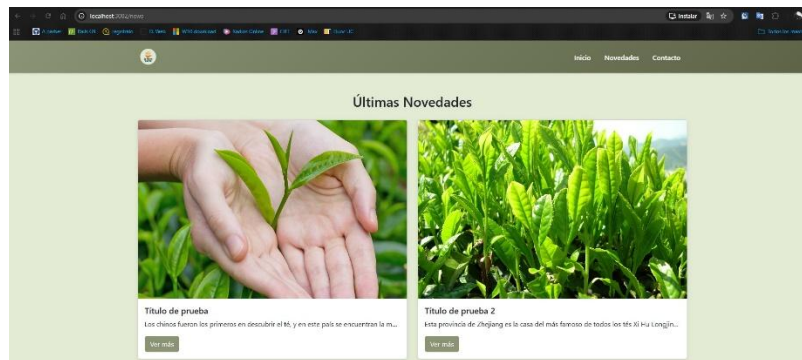 localhost:3002/news
Instalar
Inicio Novedades Contacto
Últimas Novedades
Título de prueba
Los chinos fueron los primeros en descubrir el té, y en este país se encuentran la m...
Ver más
Título de prueba 2
Esta provincia de Zhejiang es la casa del más famoso de todos los tés Xi Hu Longjin...
Ver más